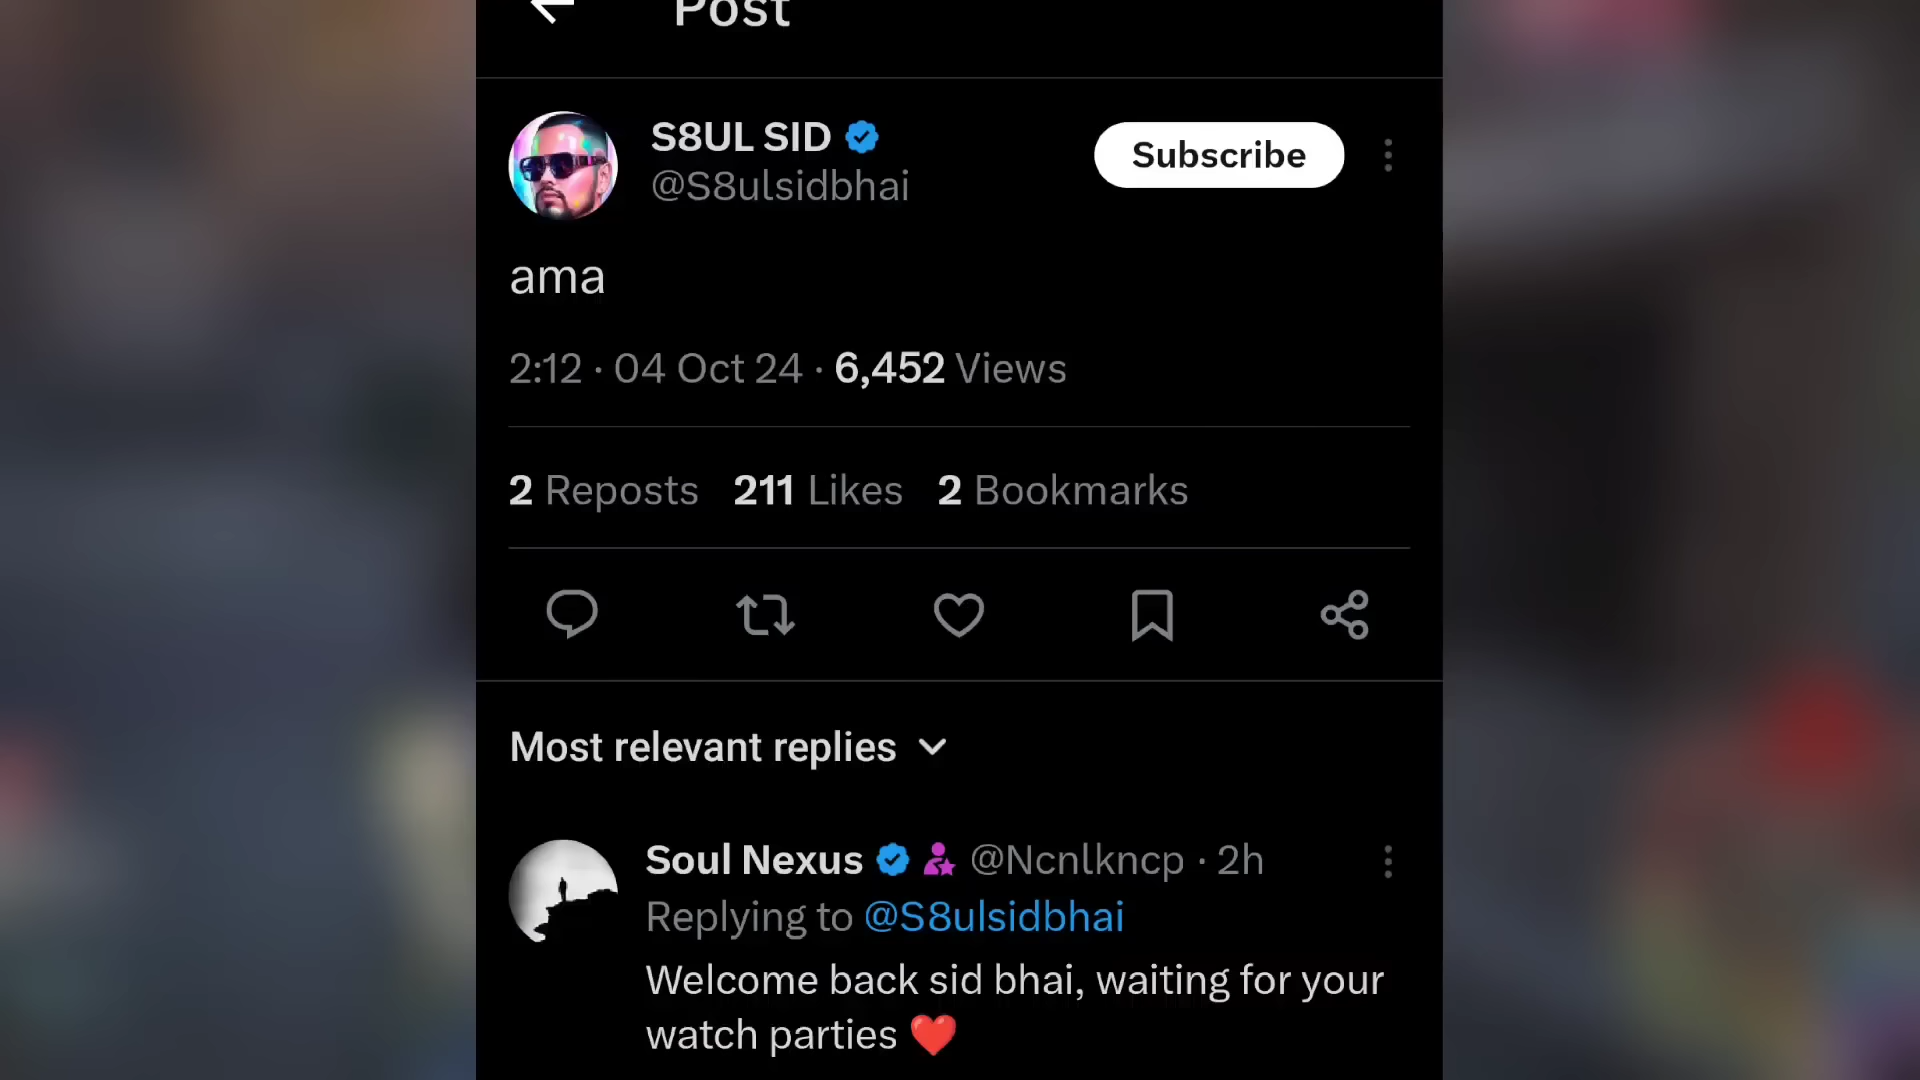 Post
S8UL SID
@S8ulsidbhai
Subscribe
ama
2:12 · 04 Oct 24 · 6,452 Views
2 Reposts 211 Likes 2 Bookmarks
Most relevant replies
Soul Nexus @Ncnlkncp · 2h
Replying to @S8ulsidbhai
Welcome back sid bhai, waiting for your
watch parties ❤️